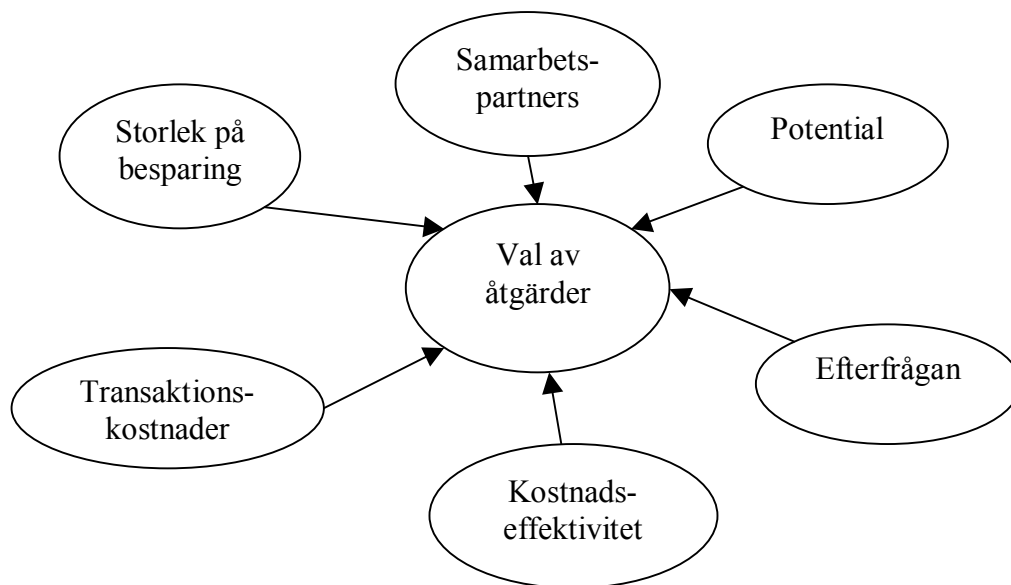 Samarbets-
partners
Storlek på
besparing
Potential
Val av
åtgärder
Efterfrågan
Transaktions-
kostnader
Kostnads-
effektivitet